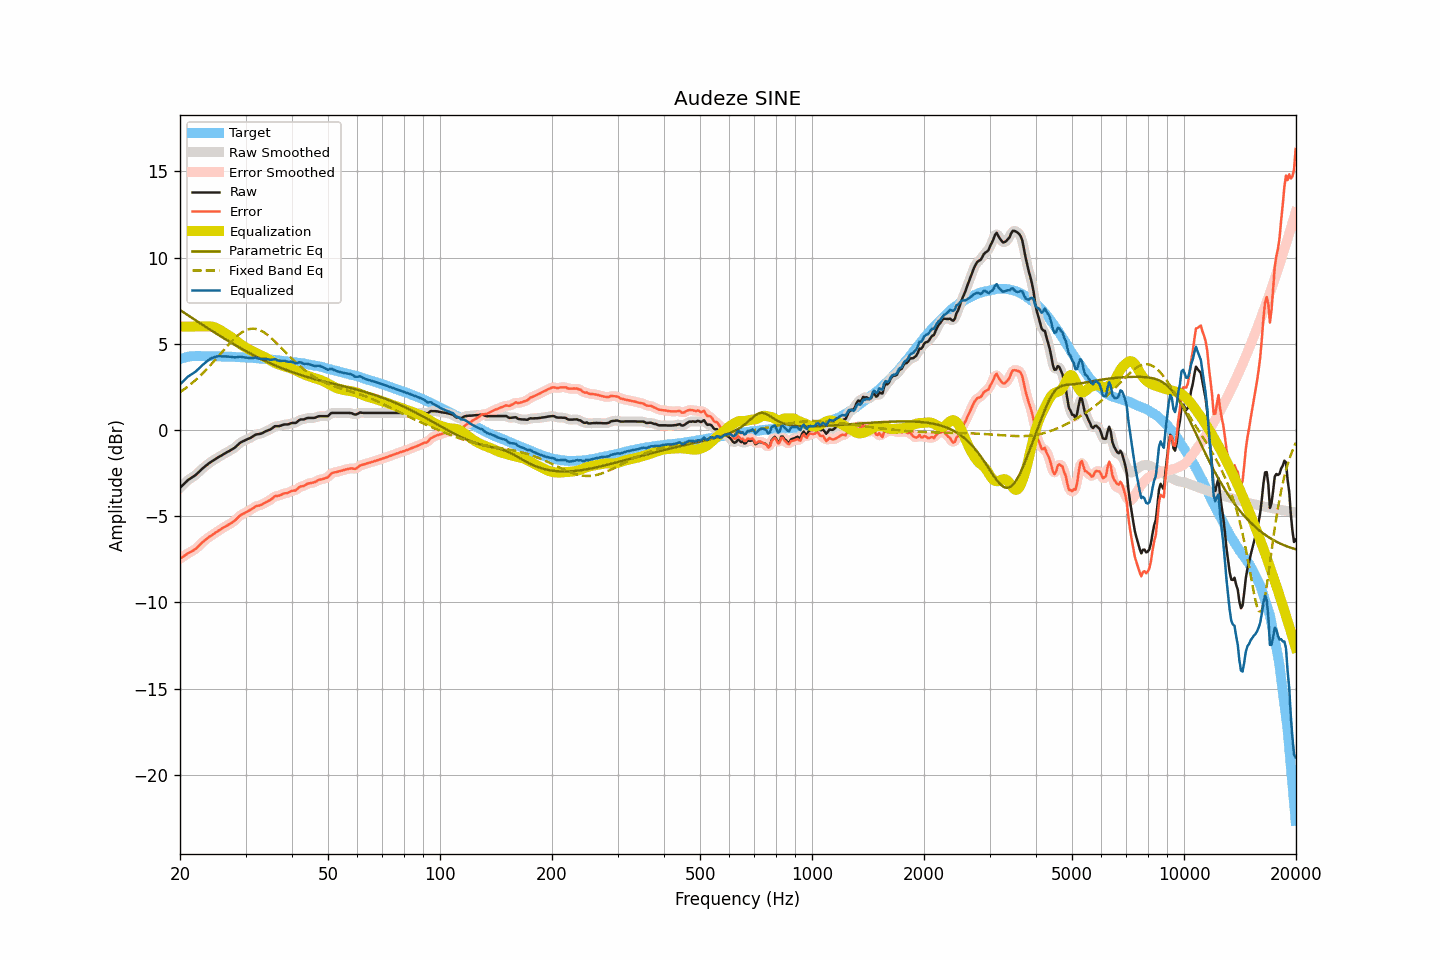 Audeze SINE
Target
Raw Smoothed
Error Smoothed
Raw
Error
Equalization
Parametric Eq
Fixed Band Eq
Equalized
15
10
5
0
−5
−10
−15
−20
Amplitude (dBr)
20 50 100 200 500 1000 2000 5000 10000 20000
Frequency (Hz)